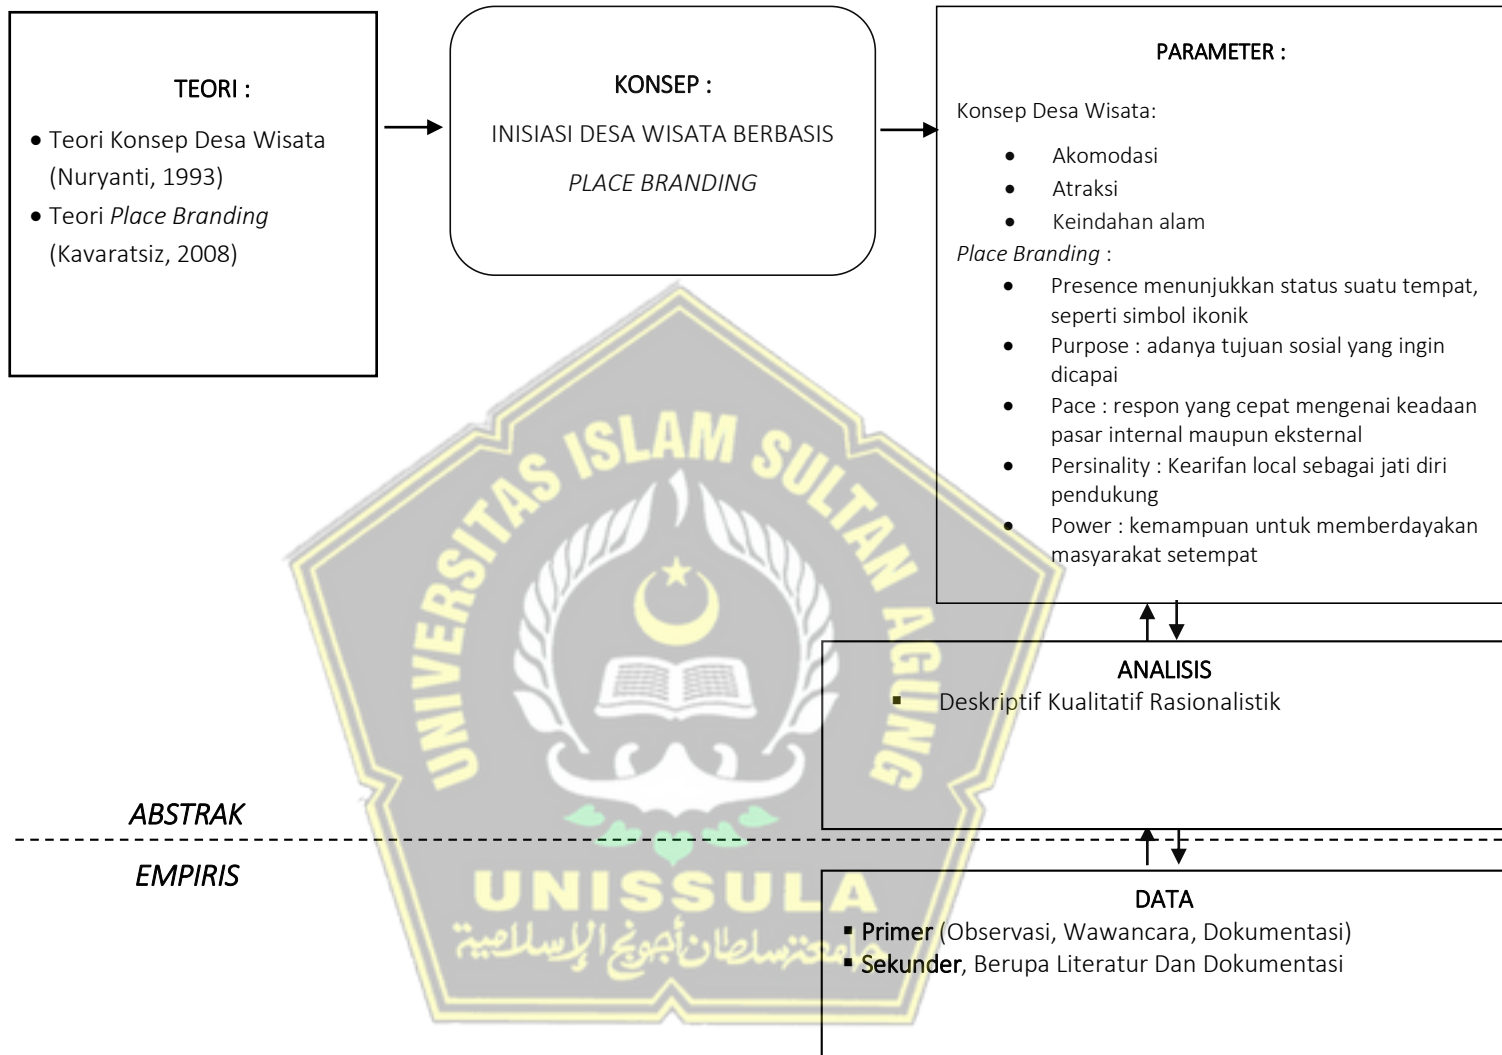 TEORI :
• Teori Konsep Desa Wisata
(Nuryanti, 1993)
• Teori Place Branding
(Kavaratsiz, 2008)
KONSEP :
INISIASI DESA WISATA BERBASIS
PLACE BRANDING
PARAMETER :
Konsep Desa Wisata:
• Akomodasi
• Atraksi
• Keindahan alam
Place Branding :
• Presence menunjukkan status suatu tempat,
seperti simbol ikonik
• Purpose : adanya tujuan sosial yang ingin
dicapai
• Pace : respon yang cepat mengenai keadaan
pasar internal maupun eksternal
• Persinality : Kearifan local sebagai jati diri
pendukung
• Power : kemampuan untuk memberdayakan
masyarakat setempat
ANALISIS
▪ Deskriptif Kualitatif Rasionalistik
ABSTRAK
EMPIRIS
DATA
▪ Primer (Observasi, Wawancara, Dokumentasi)
▪ Sekunder, Berupa Literatur Dan Dokumentasi
UNIVERSITAS ISLAM SULTAN AGUNG
UNISSULA
جامعة سلطان أجونج الإسلامية